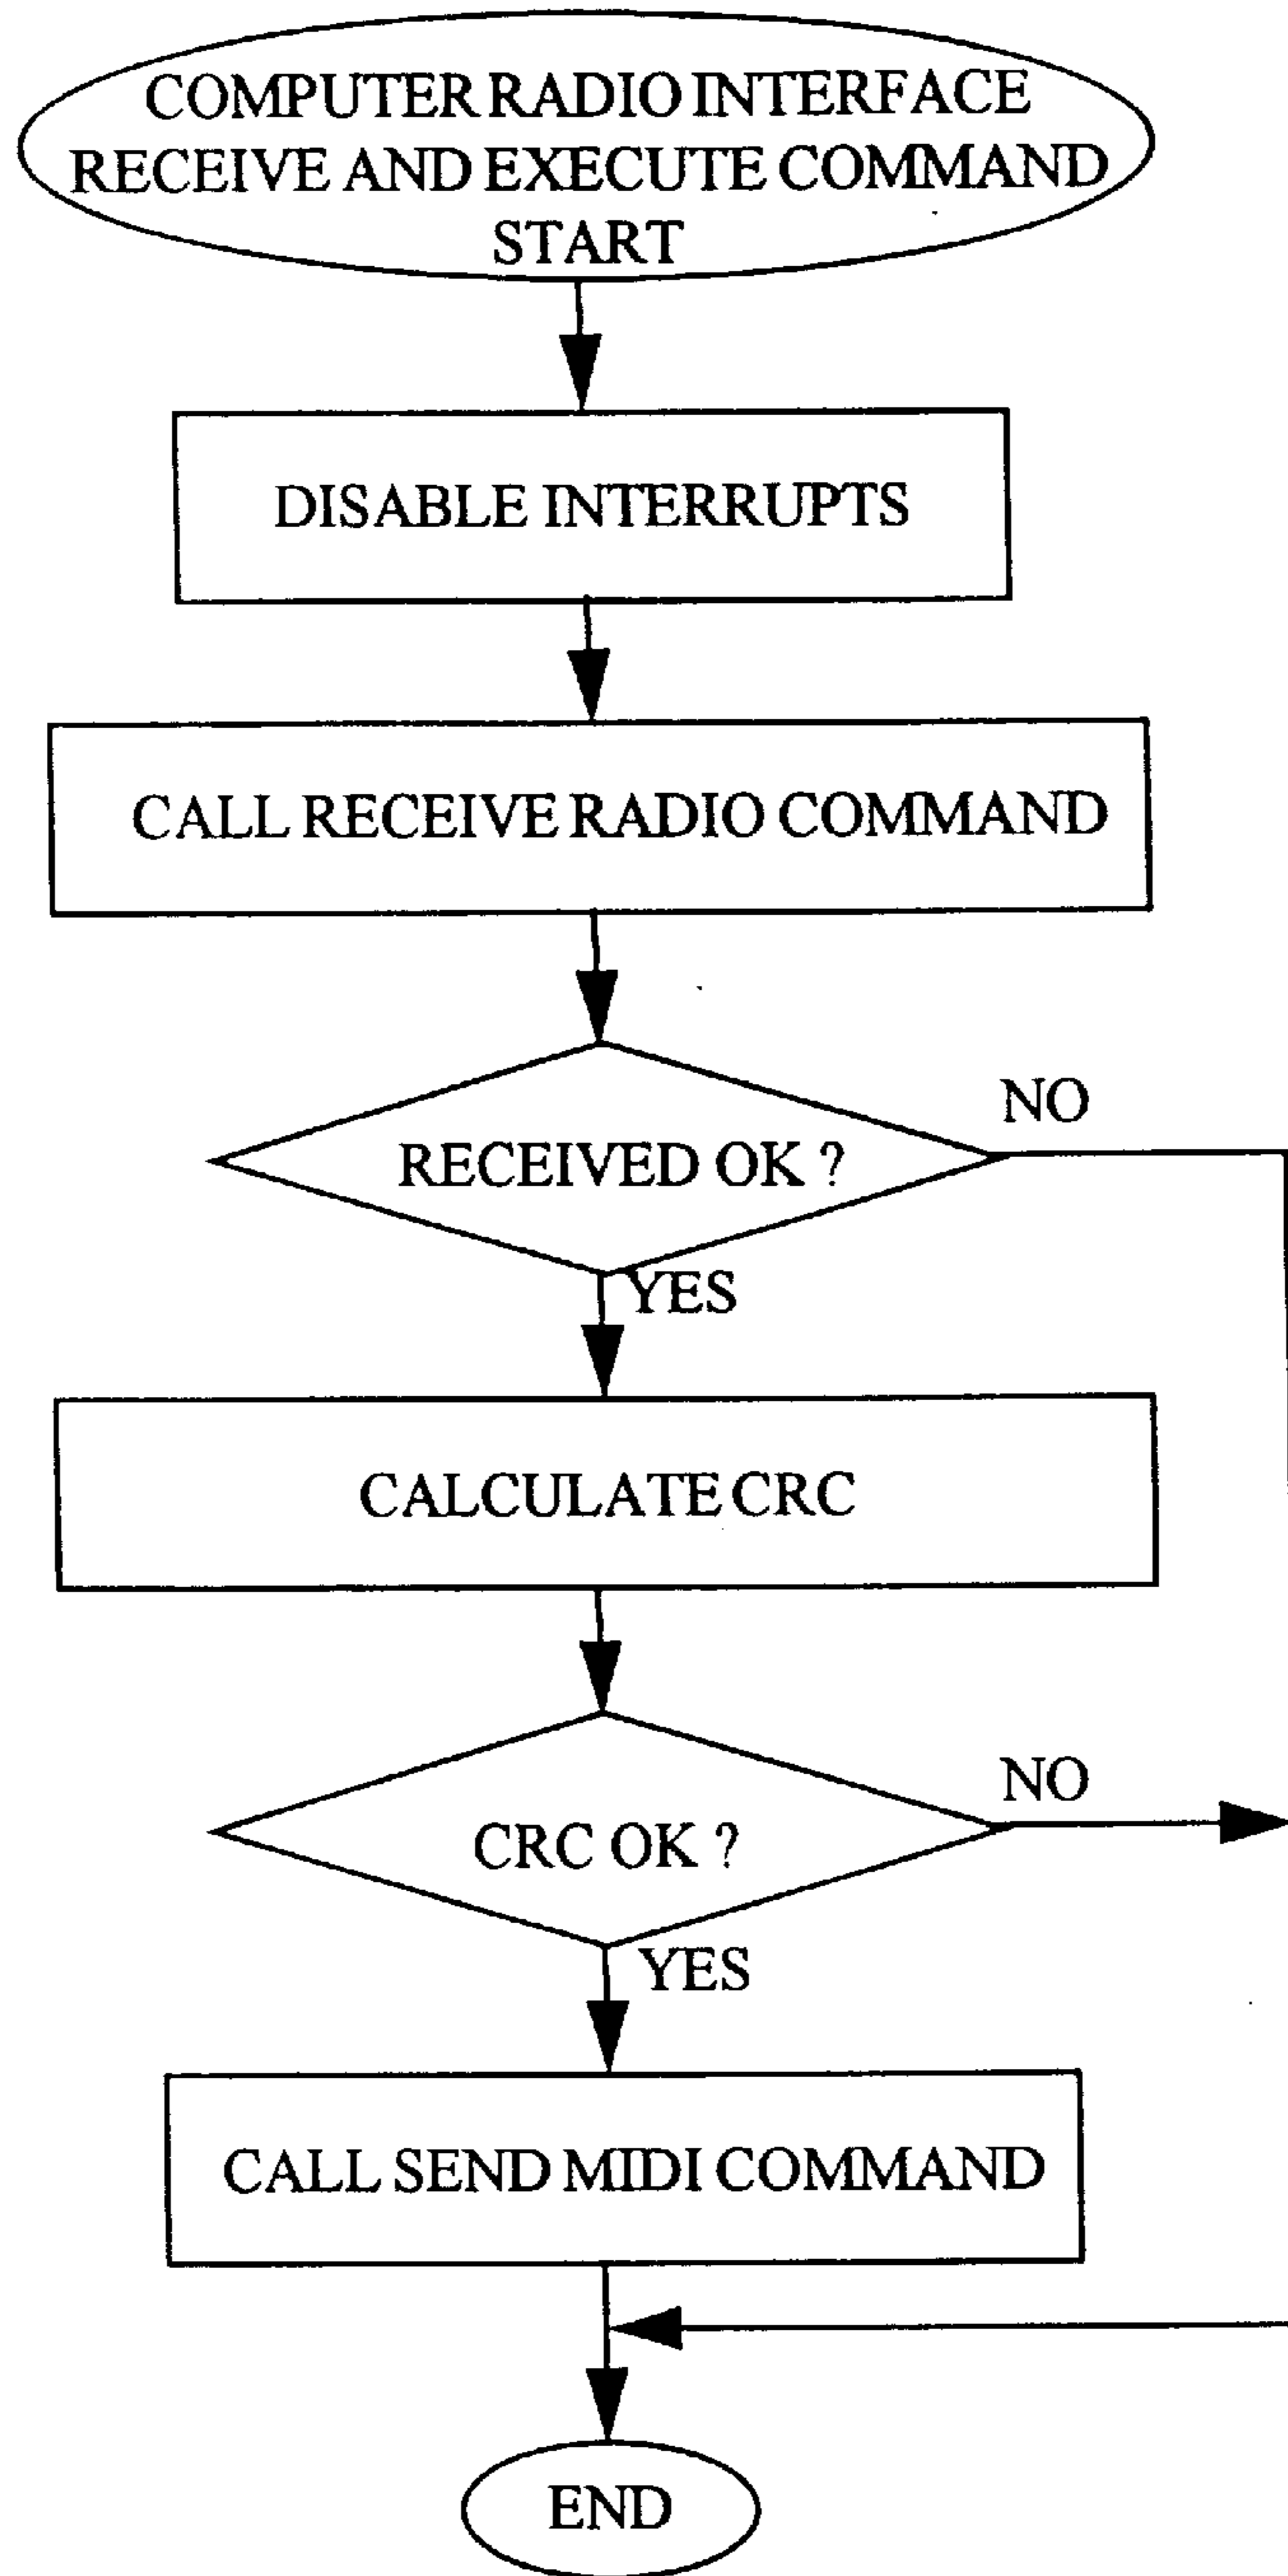 COMPUTER RADIO INTERFACE
RECEIVE AND EXECUTE COMMAND
START
DISABLE INTERRUPTS
CALL RECEIVE RADIO COMMAND
NO
RECEIVED OK ?
YES
CALCULATE CRC
NO
CRC OK ?
YES
CALL SEND MIDI COMMAND
END